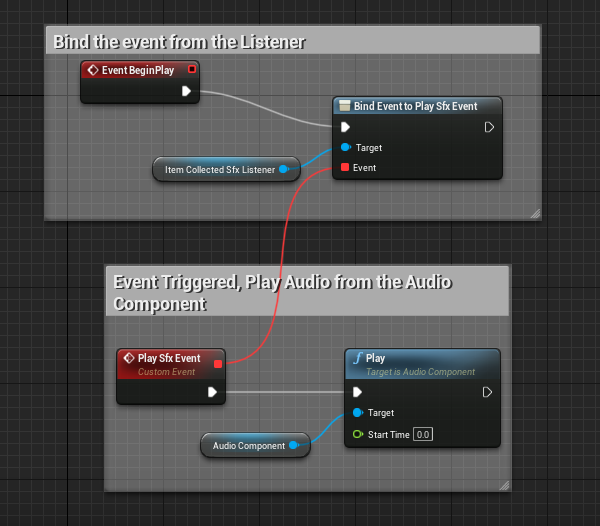 Bind the event from the Listener
Event BeginPlay
Bind Event to Play Sfx Event
Target
Item Collected Sfx Listener
Event
Event Triggered, Play Audio from the Audio
Component
Play Sfx Event
Custom Event
f Play
Target is Audio Component
Target
Audio Component
Start Time 0.0